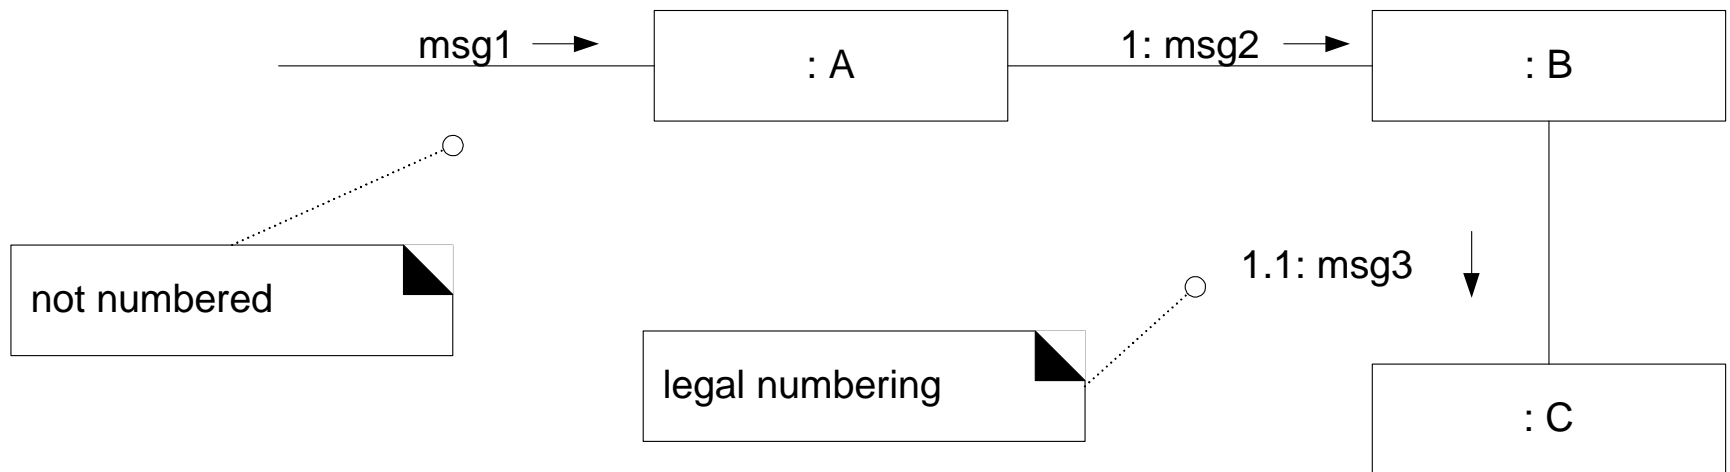 msg1
: A
1: msg2
: B
not numbered
1.1: msg3
legal numbering
: C